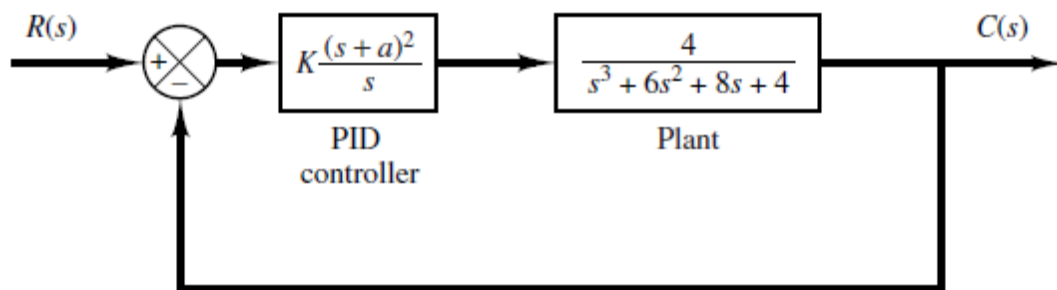 R(s)
C(s)
+
−
K (s + a)² / s
4 / s³ + 6s² + 8s + 4
PID
controller
Plant